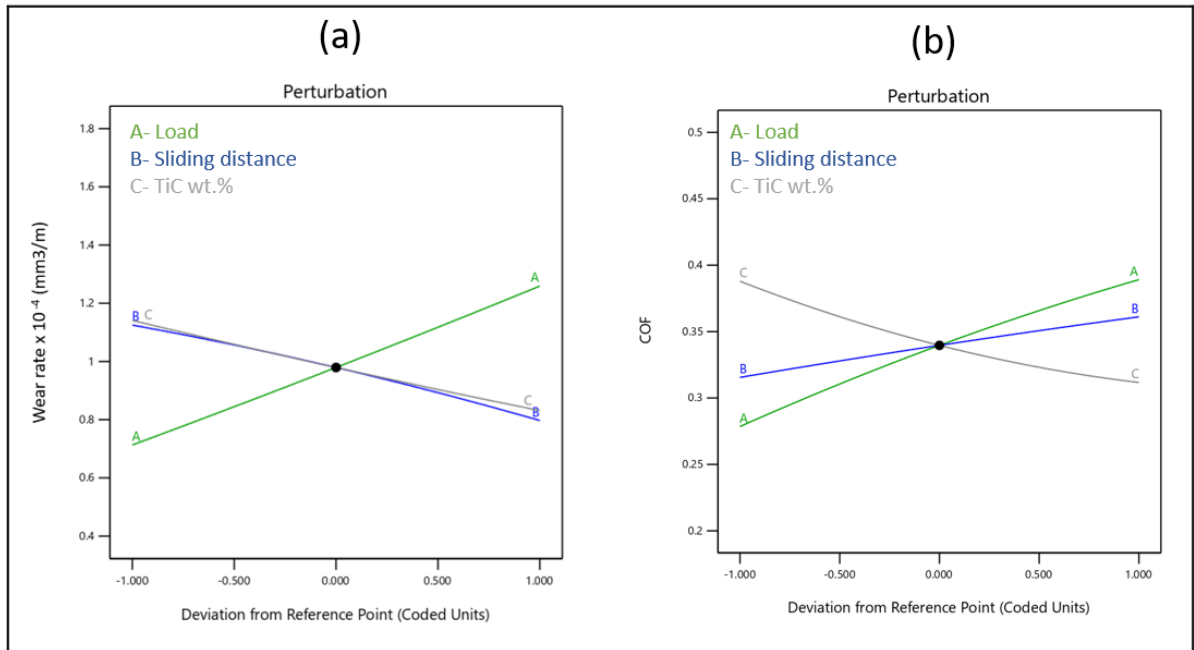 (a)
Perturbation
A- Load
B- Sliding distance
C- TiC wt.%
1.8
1.6
1.4
1.2
1
0.8
0.6
0.4
Wear rate x 10⁻⁴ (mm3/m)
B
C
A
A
C
B
-1.000
-0.500
0.000
0.500
1.000
Deviation from Reference Point (Coded Units)
(b)
Perturbation
A- Load
B- Sliding distance
C- TiC wt.%
0.5
0.45
0.4
0.35
0.3
0.25
0.2
COF
C
B
A
A
B
C
-1.000
-0.500
0.000
0.500
1.000
Deviation from Reference Point (Coded Units)